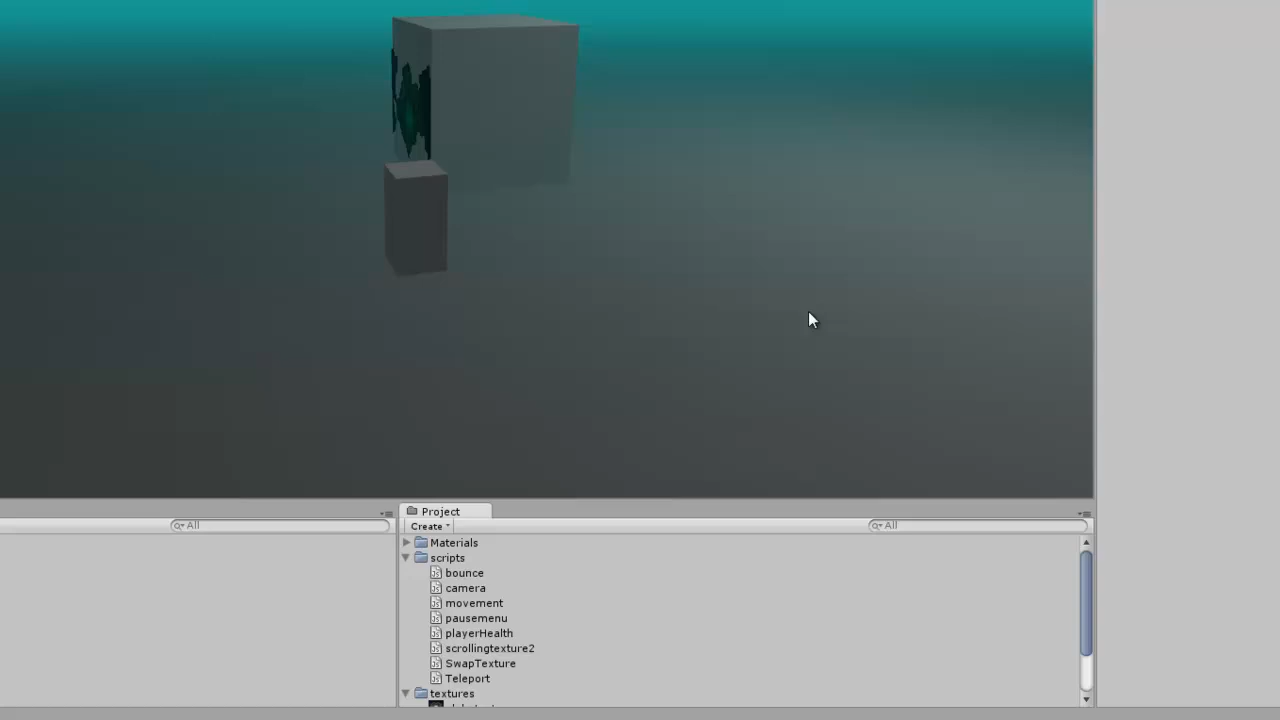 Project
All
Create
All
Materials
scripts
bounce
camera
movement
pausemenu
playerHealth
scrollingtexture2
SwapTexture
Teleport
textures